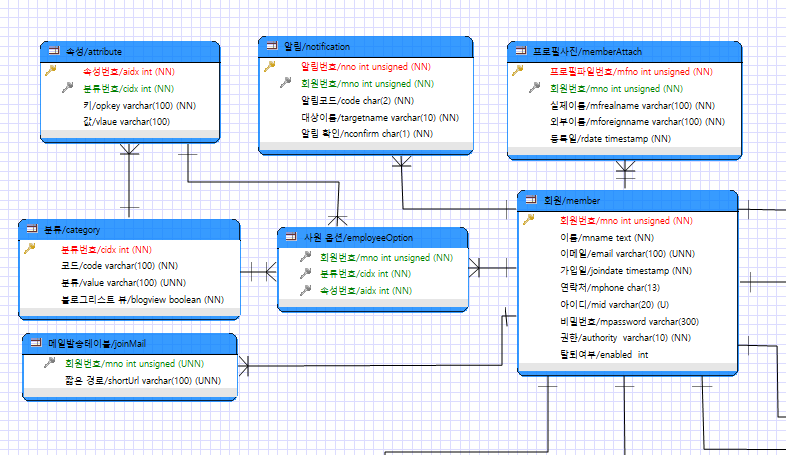 속성/attribute
속성번호/aidx int (NN)
분류번호/cidx int (NN)
키/opkey varchar(100) (NN)
값/vlaue varchar(100)
알림/notification
알림번호/nno int unsigned (NN)
회원번호/mno int unsigned (NN)
알림코드/code char(2) (NN)
대상이름/targetname varchar(10) (NN)
알림 확인/nconfirm char(1) (NN)
프로필사진/memberAttach
프로필파일번호/mfno int unsigned (NN)
회원번호/mno int unsigned (NN)
실제이름/mfrealname varchar(100) (NN)
외부이름/mforeignname varchar(100) (NN)
등록일/rdate timestamp (NN)
분류/category
분류번호/cidx int (NN)
코드/code varchar(100) (NN)
분류/value varchar(100) (UNN)
블로그리스트 뷰/blogview boolean (NN)
사원 옵션/employeeOption
회원번호/mno int unsigned (NN)
분류번호/cidx int (NN)
속성번호/aidx int (NN)
회원/member
회원번호/mno int unsigned (NN)
이름/mname text (NN)
이메일/email varchar(100) (UNN)
가입일/joindate timestamp (NN)
연락처/mphone char(13)
아이디/mid varchar(20) (U)
비밀번호/mpassword varchar(300)
권한/authority varchar(10) (NN)
탈퇴여부/enabled int
메일발송테이블/joinMail
회원번호/mno int unsigned (UNN)
짧은 경로/shortUrl varchar(100) (UNN)